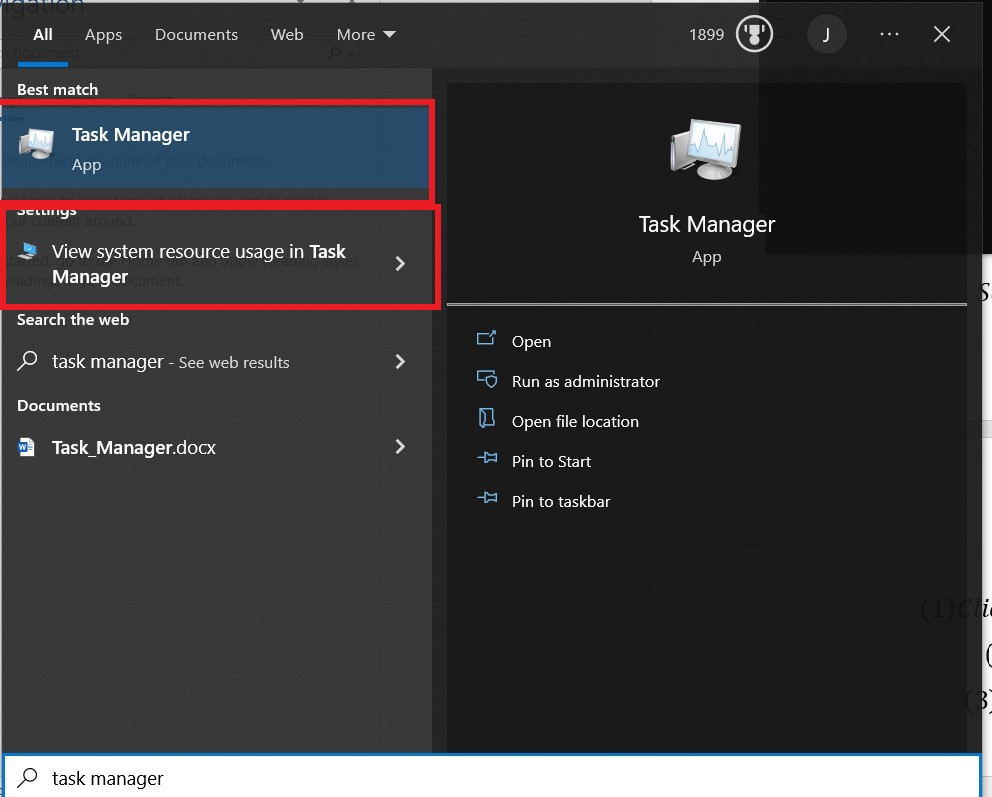 All Apps Documents Web More 1899 J
Best match
Task Manager
App
Settings
View system resource usage in Task
Manager
Search the web
task manager - See web results
Documents
Task_Manager.docx
Task Manager
App
Open
Run as administrator
Open file location
Pin to Start
Pin to taskbar
(1)
(3)
task manager